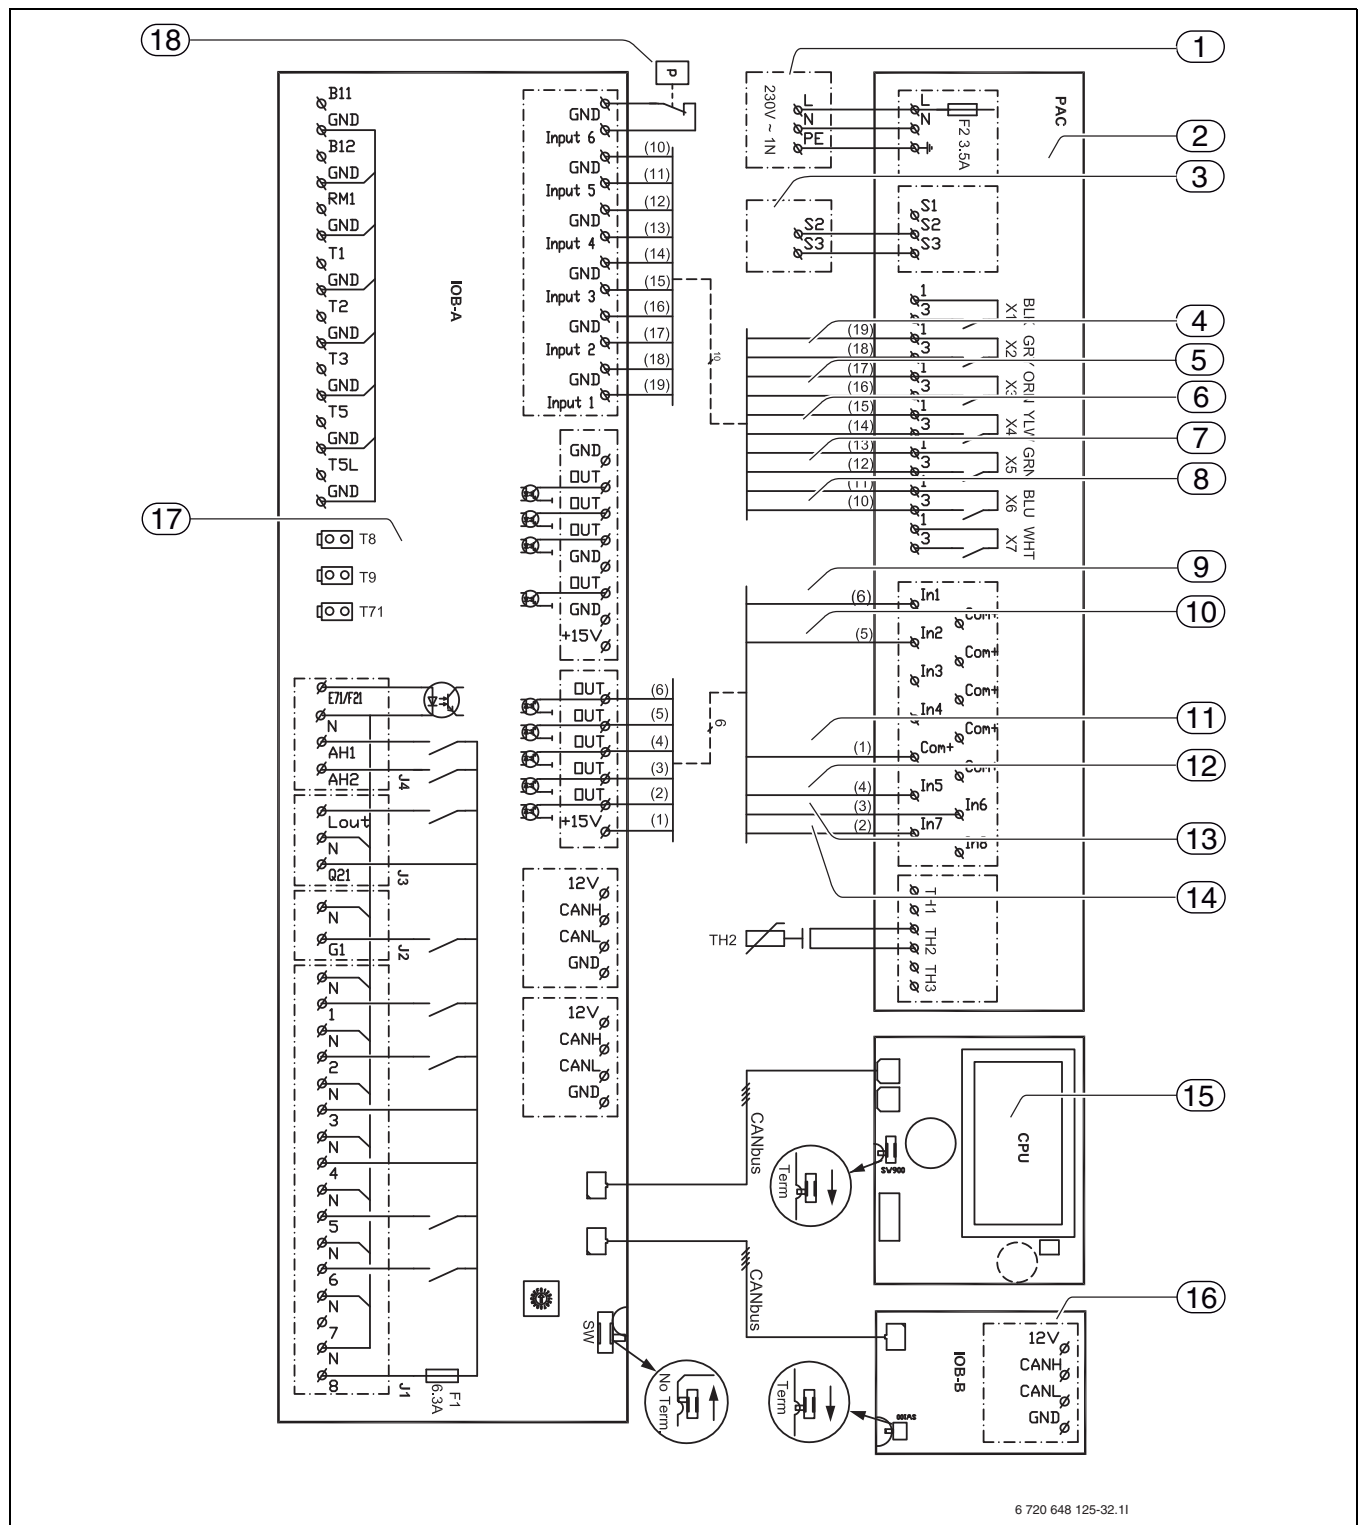 18
P
1
2
3
4
5
6
7
8
9
10
11
12
13
14
15
16
17
B11
GND
B12
GND
RM1
GND
T1
GND
T2
GND
T3
GND
T5
GND
T5L
GND
T8
T9
T71
IOB-A
GND
Input 6
GND
Input 5
GND
Input 4
GND
Input 3
GND
Input 2
GND
Input 1
(10)
(11)
(12)
(13)
(14)
(15)
(16)
(17)
(18)
(19)
10
GND
OUT
OUT
OUT
GND
OUT
GND
+15V
OUT
OUT
OUT
OUT
OUT
+15V
(6)
(5)
(4)
(3)
(2)
(1)
6
12V
CANH
CANL
GND
12V
CANH
CANL
GND
E71/F21
N
AH1
AH2
J4
Lout
N
Q21
J3
N
G1
J2
N
1
N
2
N
3
N
4
N
5
N
6
N
7
N
8
J1
F1
6.3A
SW
No Term.
230V ~ 1N
L
N
PE
L
N
F2 3.5A
PAC
S2
S3
S1
S2
S3
1
3
X1
1
3
X2
1
3
1
3
X4
YLW
1
3
X5
GRN
1
3
X6
BLU
1
3
X7
WHT
(19)
(18)
(17)
(16)
(15)
(14)
(13)
(12)
(11)
(10)
(6)
(5)
(1)
(4)
(3)
(2)
In1
Com+
In2
Com+
In3
Com+
In4
Com+
Com+
Com+
In5
In6
In7
In8
TH1
TH2
TH3
TH2
CANbus
Term
SW900
CPU
CANbus
Term
SW100
IOB-B
12V
CANH
CANL
GND
6 720 648 125-32.1I